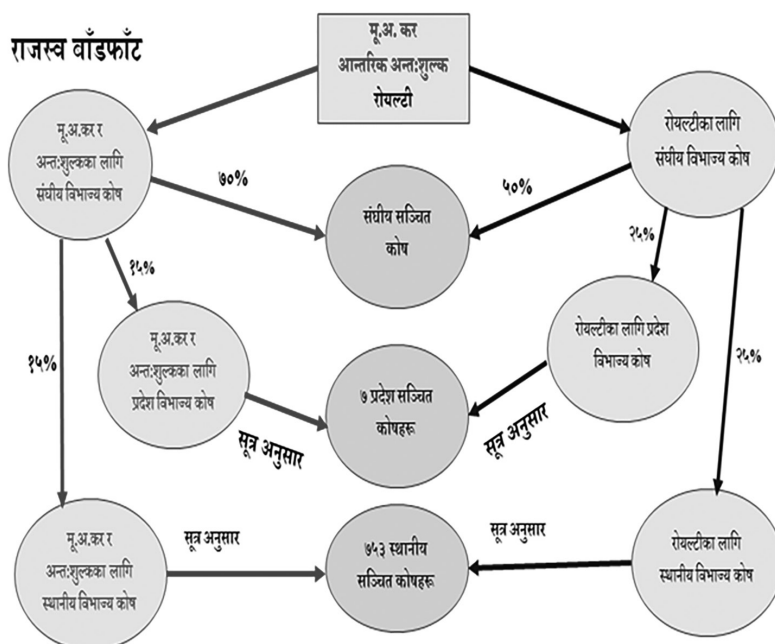 राजस्व बाँडफाँट
मू.अ. कर
आन्तरिक अन्त:शुल्क
रोयल्टी
मू.अ.कर र
अन्त:शुल्कका लागि
संघीय विभाज्य कोष
रोयल्टीका लागि
संघीय विभाज्य कोष
७०%
५०%
संघीय सञ्चित
कोष
१५%
२५%
मू.अ.कर र
अन्त:शुल्कका लागि
प्रदेश विभाज्य कोष
रोयल्टीका लागि प्रदेश
विभाज्य कोष
१५%
२५%
७ प्रदेश सञ्चित
कोषहरू
सूत्र अनुसार
सूत्र अनुसार
मू.अ.कर र
अन्त:शुल्कका लागि
स्थानीय विभाज्य कोष
सूत्र अनुसार
७५३ स्थानीय
सञ्चित कोषहरू
सूत्र अनुसार
रोयल्टीका लागि
स्थानीय विभाज्य कोष